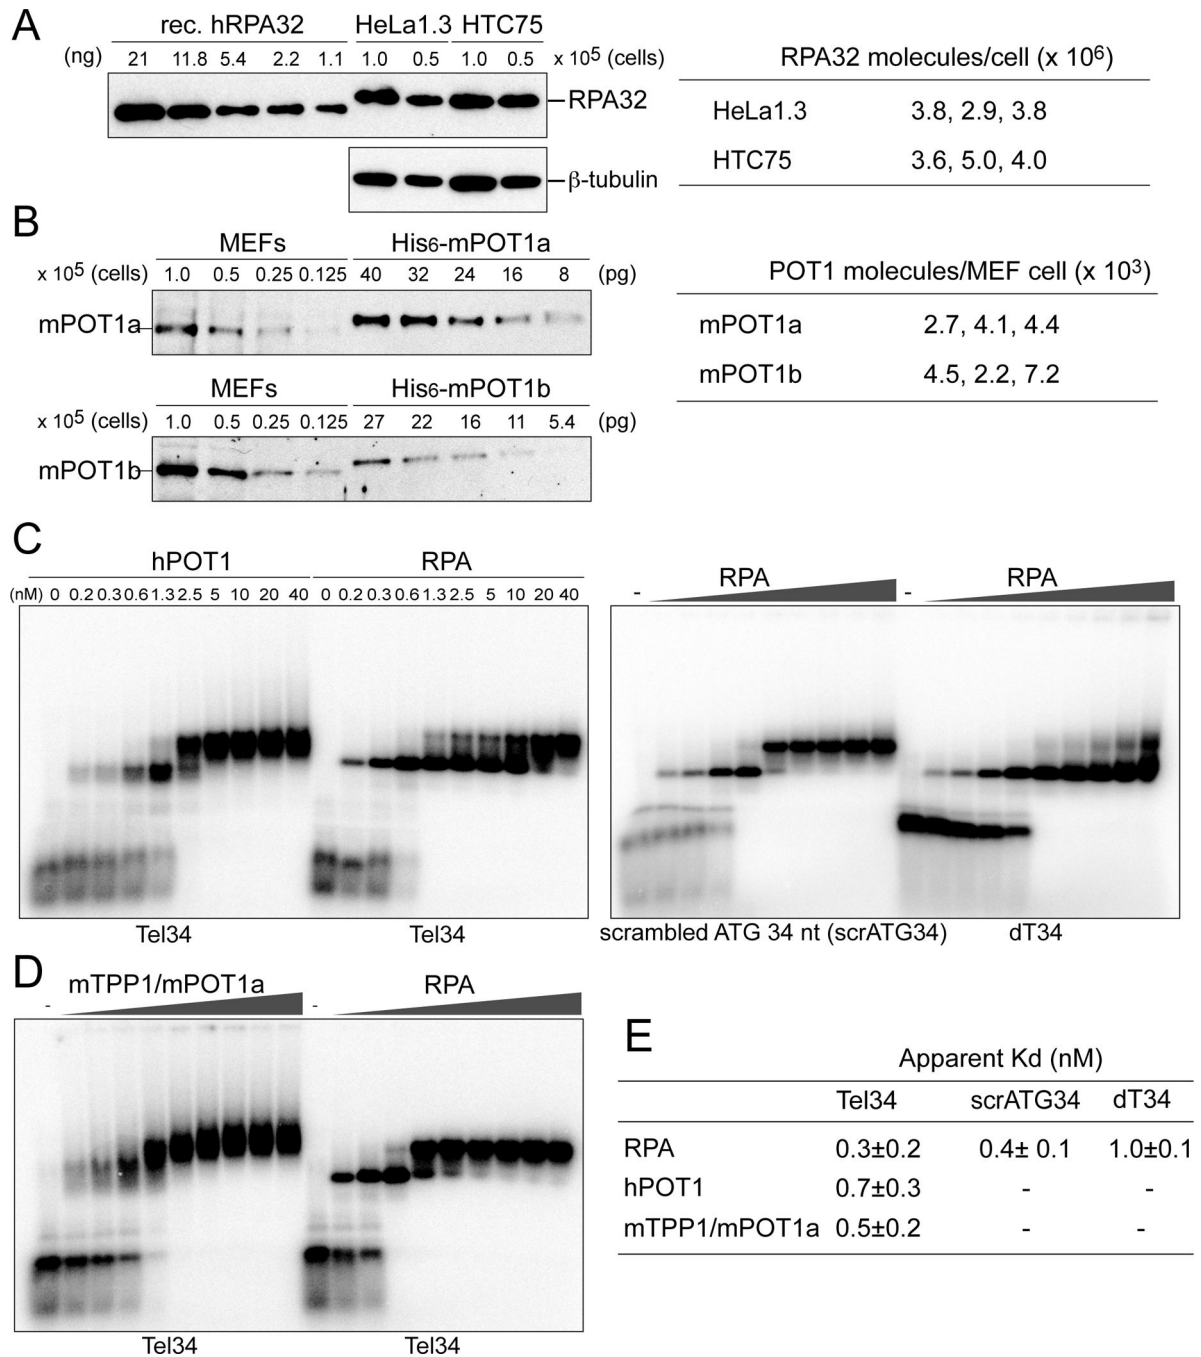 A
rec. hRPA32 HeLa1.3 HTC75
(ng) 21 11.8 5.4 2.2 1.1 1.0 0.5 1.0 0.5 x 10⁵ (cells)
RPA32
β-tubulin
RPA32 molecules/cell (x 10⁶)
HeLa1.3 3.8, 2.9, 3.8
HTC75 3.6, 5.0, 4.0
B
MEFs His₆-mPOT1a
x 10⁵ (cells) 1.0 0.5 0.25 0.125 40 32 24 16 8 (pg)
mPOT1a
MEFs His₆-mPOT1b
x 10⁵ (cells) 1.0 0.5 0.25 0.125 27 22 16 11 5.4 (pg)
mPOT1b
POT1 molecules/MEF cell (x 10³)
mPOT1a 2.7, 4.1, 4.4
mPOT1b 4.5, 2.2, 7.2
C
hPOT1 RPA
(nM) 0 0.2 0.3 0.6 1.3 2.5 5 10 20 40 0 0.2 0.3 0.6 1.3 2.5 5 10 20 40
Tel34 Tel34
RPA RPA
- -
scrambled ATG 34 nt (scrATG34) dT34
D
mTPP1/mPOT1a RPA
- -
Tel34 Tel34
E
Apparent Kd (nM)
Tel34 scrATG34 dT34
RPA 0.3±0.2 0.4± 0.1 1.0±0.1
hPOT1 0.7±0.3 - -
mTPP1/mPOT1a 0.5±0.2 - -